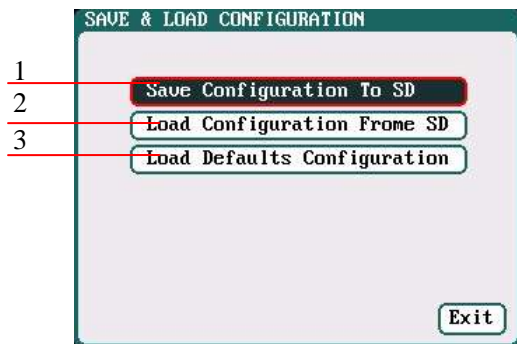 SAVE & LOAD CONFIGURATION
1
Save Configuration To SD
2
Load Configuration Frome SD
3
Load Defaults Configuration
Exit